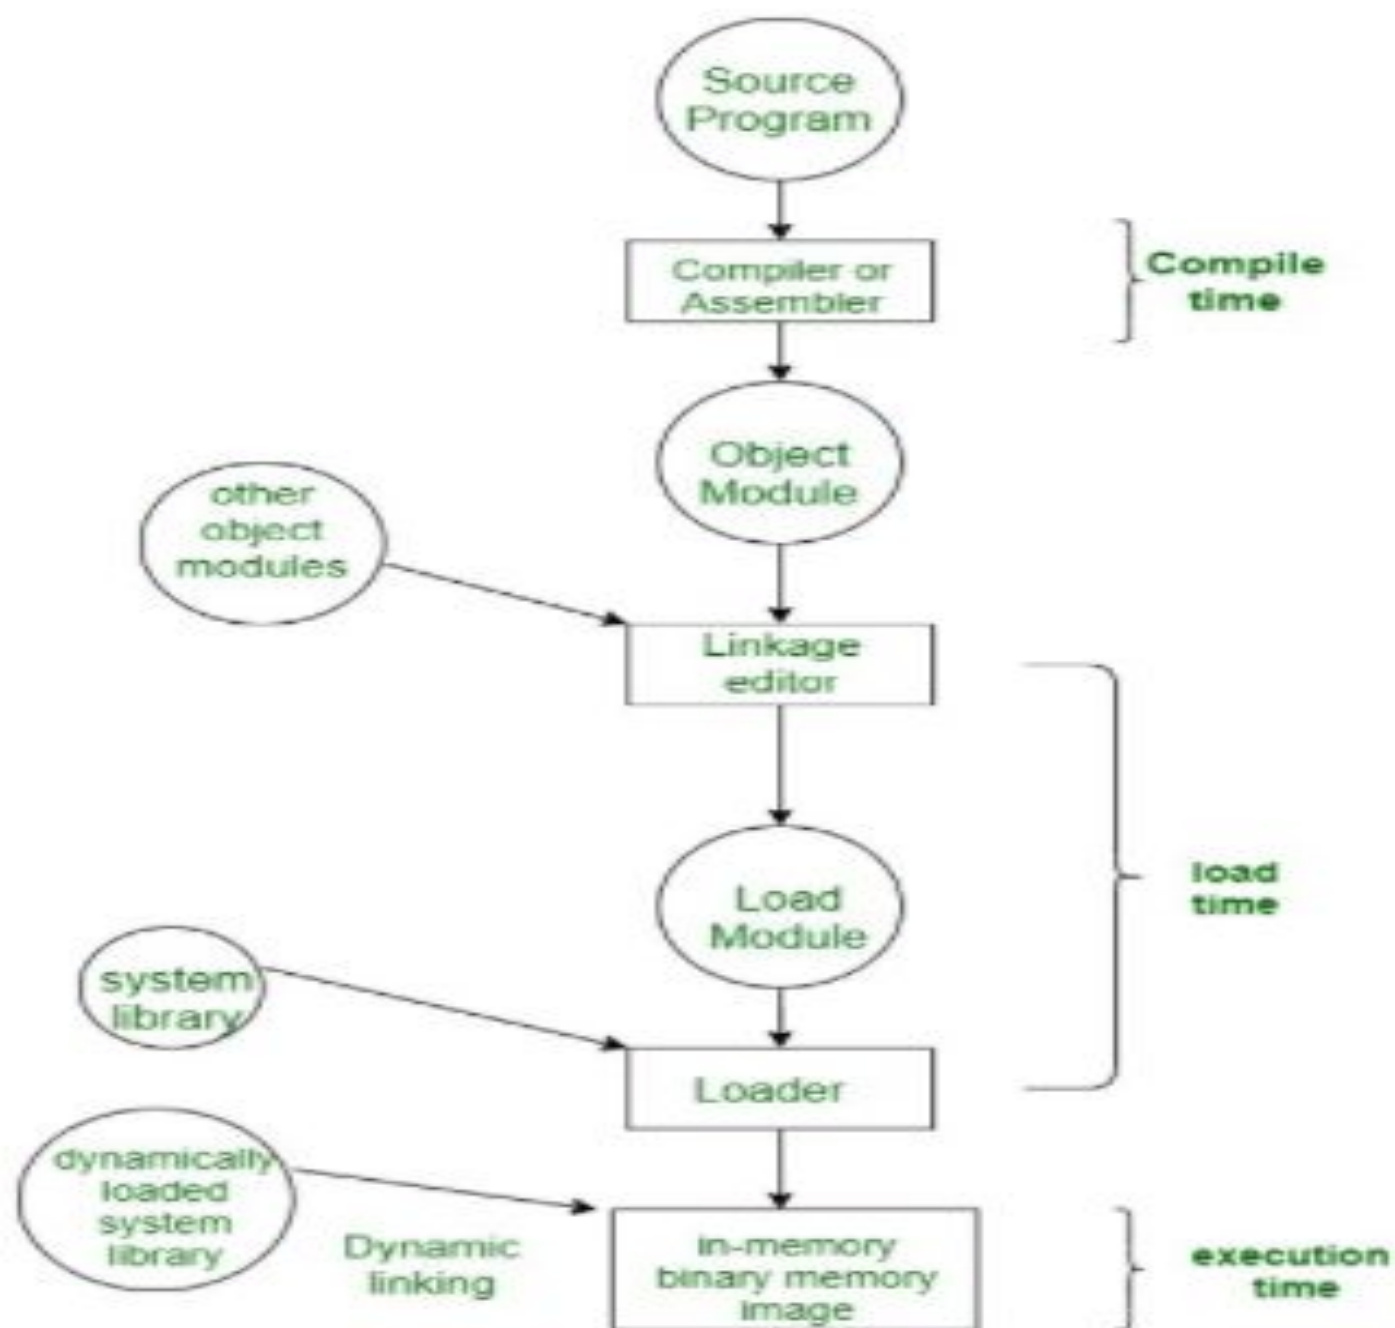 Source
Program
Compiler or
Assembler
Compile
time
Object
Module
other
object
modules
Linkage
editor
Load
Module
load
time
system
library
Loader
dynamically
loaded
system
library
Dynamic
linking
in-memory
binary memory
image
execution
time